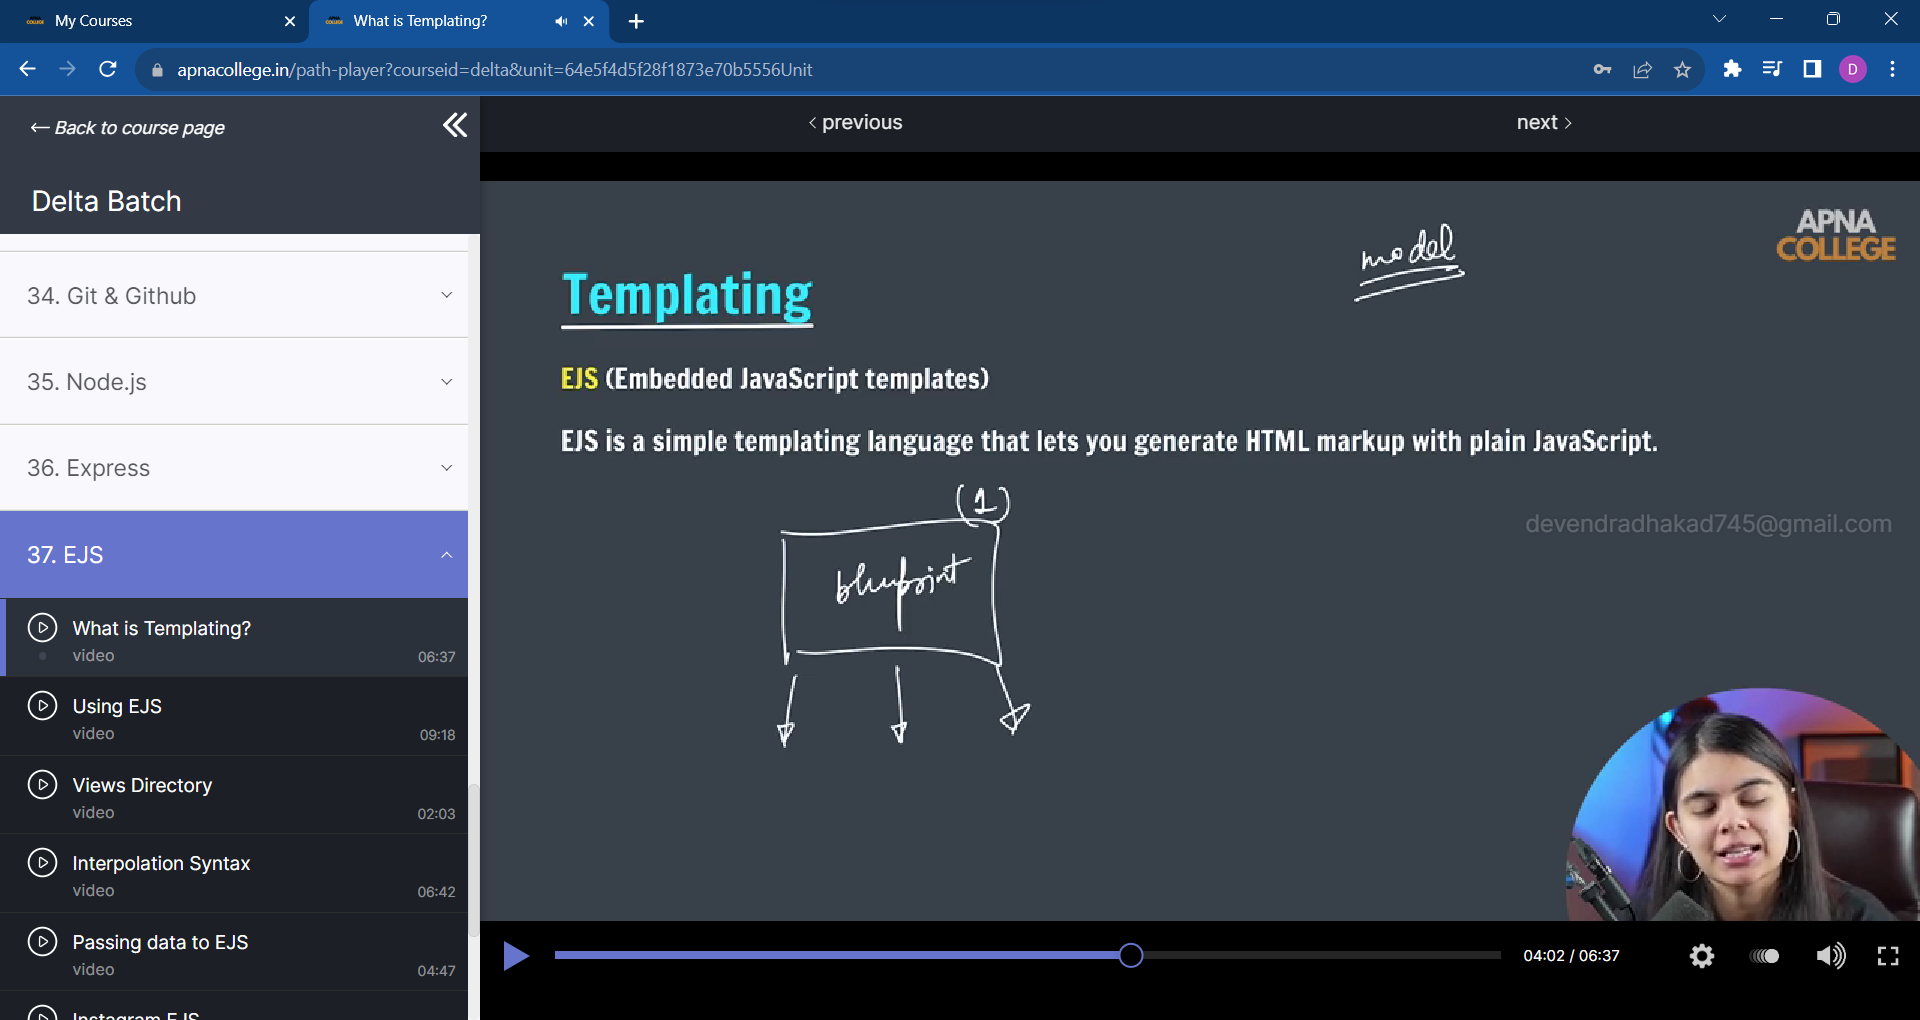 My Courses
What is Templating?
apnacollege.in/path-player?courseid=delta&unit=64e5f4d5f28f1873e70b5556Unit
D
← Back to course page
‹ previous
next ›
Delta Batch
34. Git & Github
35. Node.js
36. Express
37. EJS
What is Templating?
video
06:37
Using EJS
video
09:18
Views Directory
video
02:03
Interpolation Syntax
video
06:42
Passing data to EJS
video
04:47
Instagram EJS
model
APNA
COLLEGE
Templating
EJS (Embedded JavaScript templates)
EJS is a simple templating language that lets you generate HTML markup with plain JavaScript.
(1)
blueprint
devendradhakad745@gmail.com
04:02 / 06:37